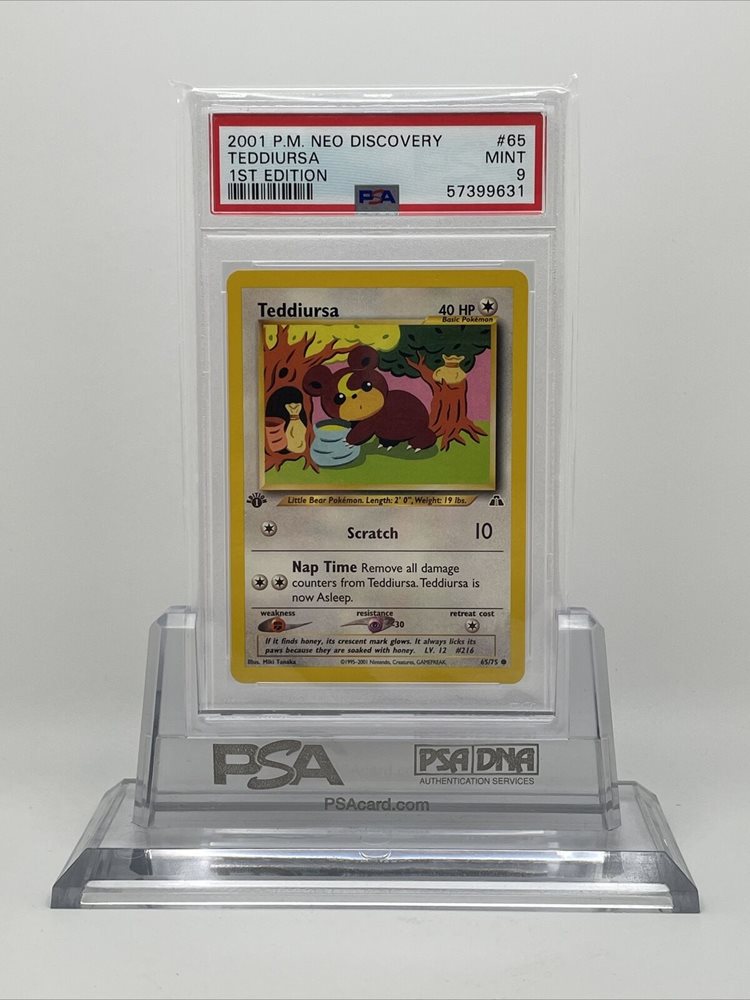 2001 P.M. NEO DISCOVERY #65
TEDDIURSA MINT
1ST EDITION 9
PSA 57399631
Teddiursa 40 HP
Basic Pokémon
EDITION
1
Little Bear Pokémon. Length: 2' 0", Weight: 19 lbs.
Scratch 10
Nap Time Remove all damage
counters from Teddiursa. Teddiursa is
now Asleep.
weakness resistance retreat cost
-30
If it finds honey, its crescent mark glows. It always licks its
paws because they are soaked with honey. LV. 12 #216
Illus. Miki Tanaka ©1995-2001 Nintendo, Creatures, GAMEFREAK. 65/75
PSA PSA DNA
AUTHENTICATION SERVICES
PSAcard.com